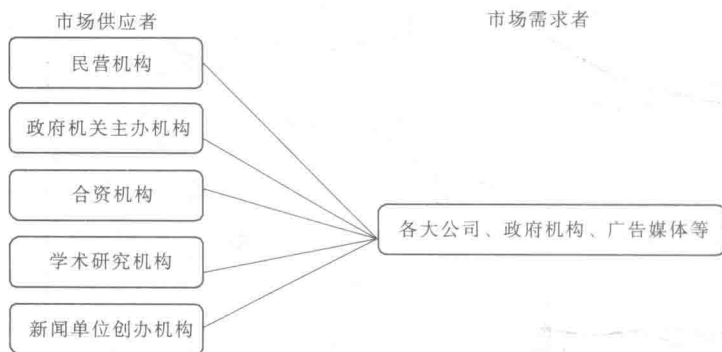 市场供应者
市场需求者
民营机构
政府机关主办机构
合资机构
各大公司、政府机构、广告媒体等
学术研究机构
新闻单位创办机构